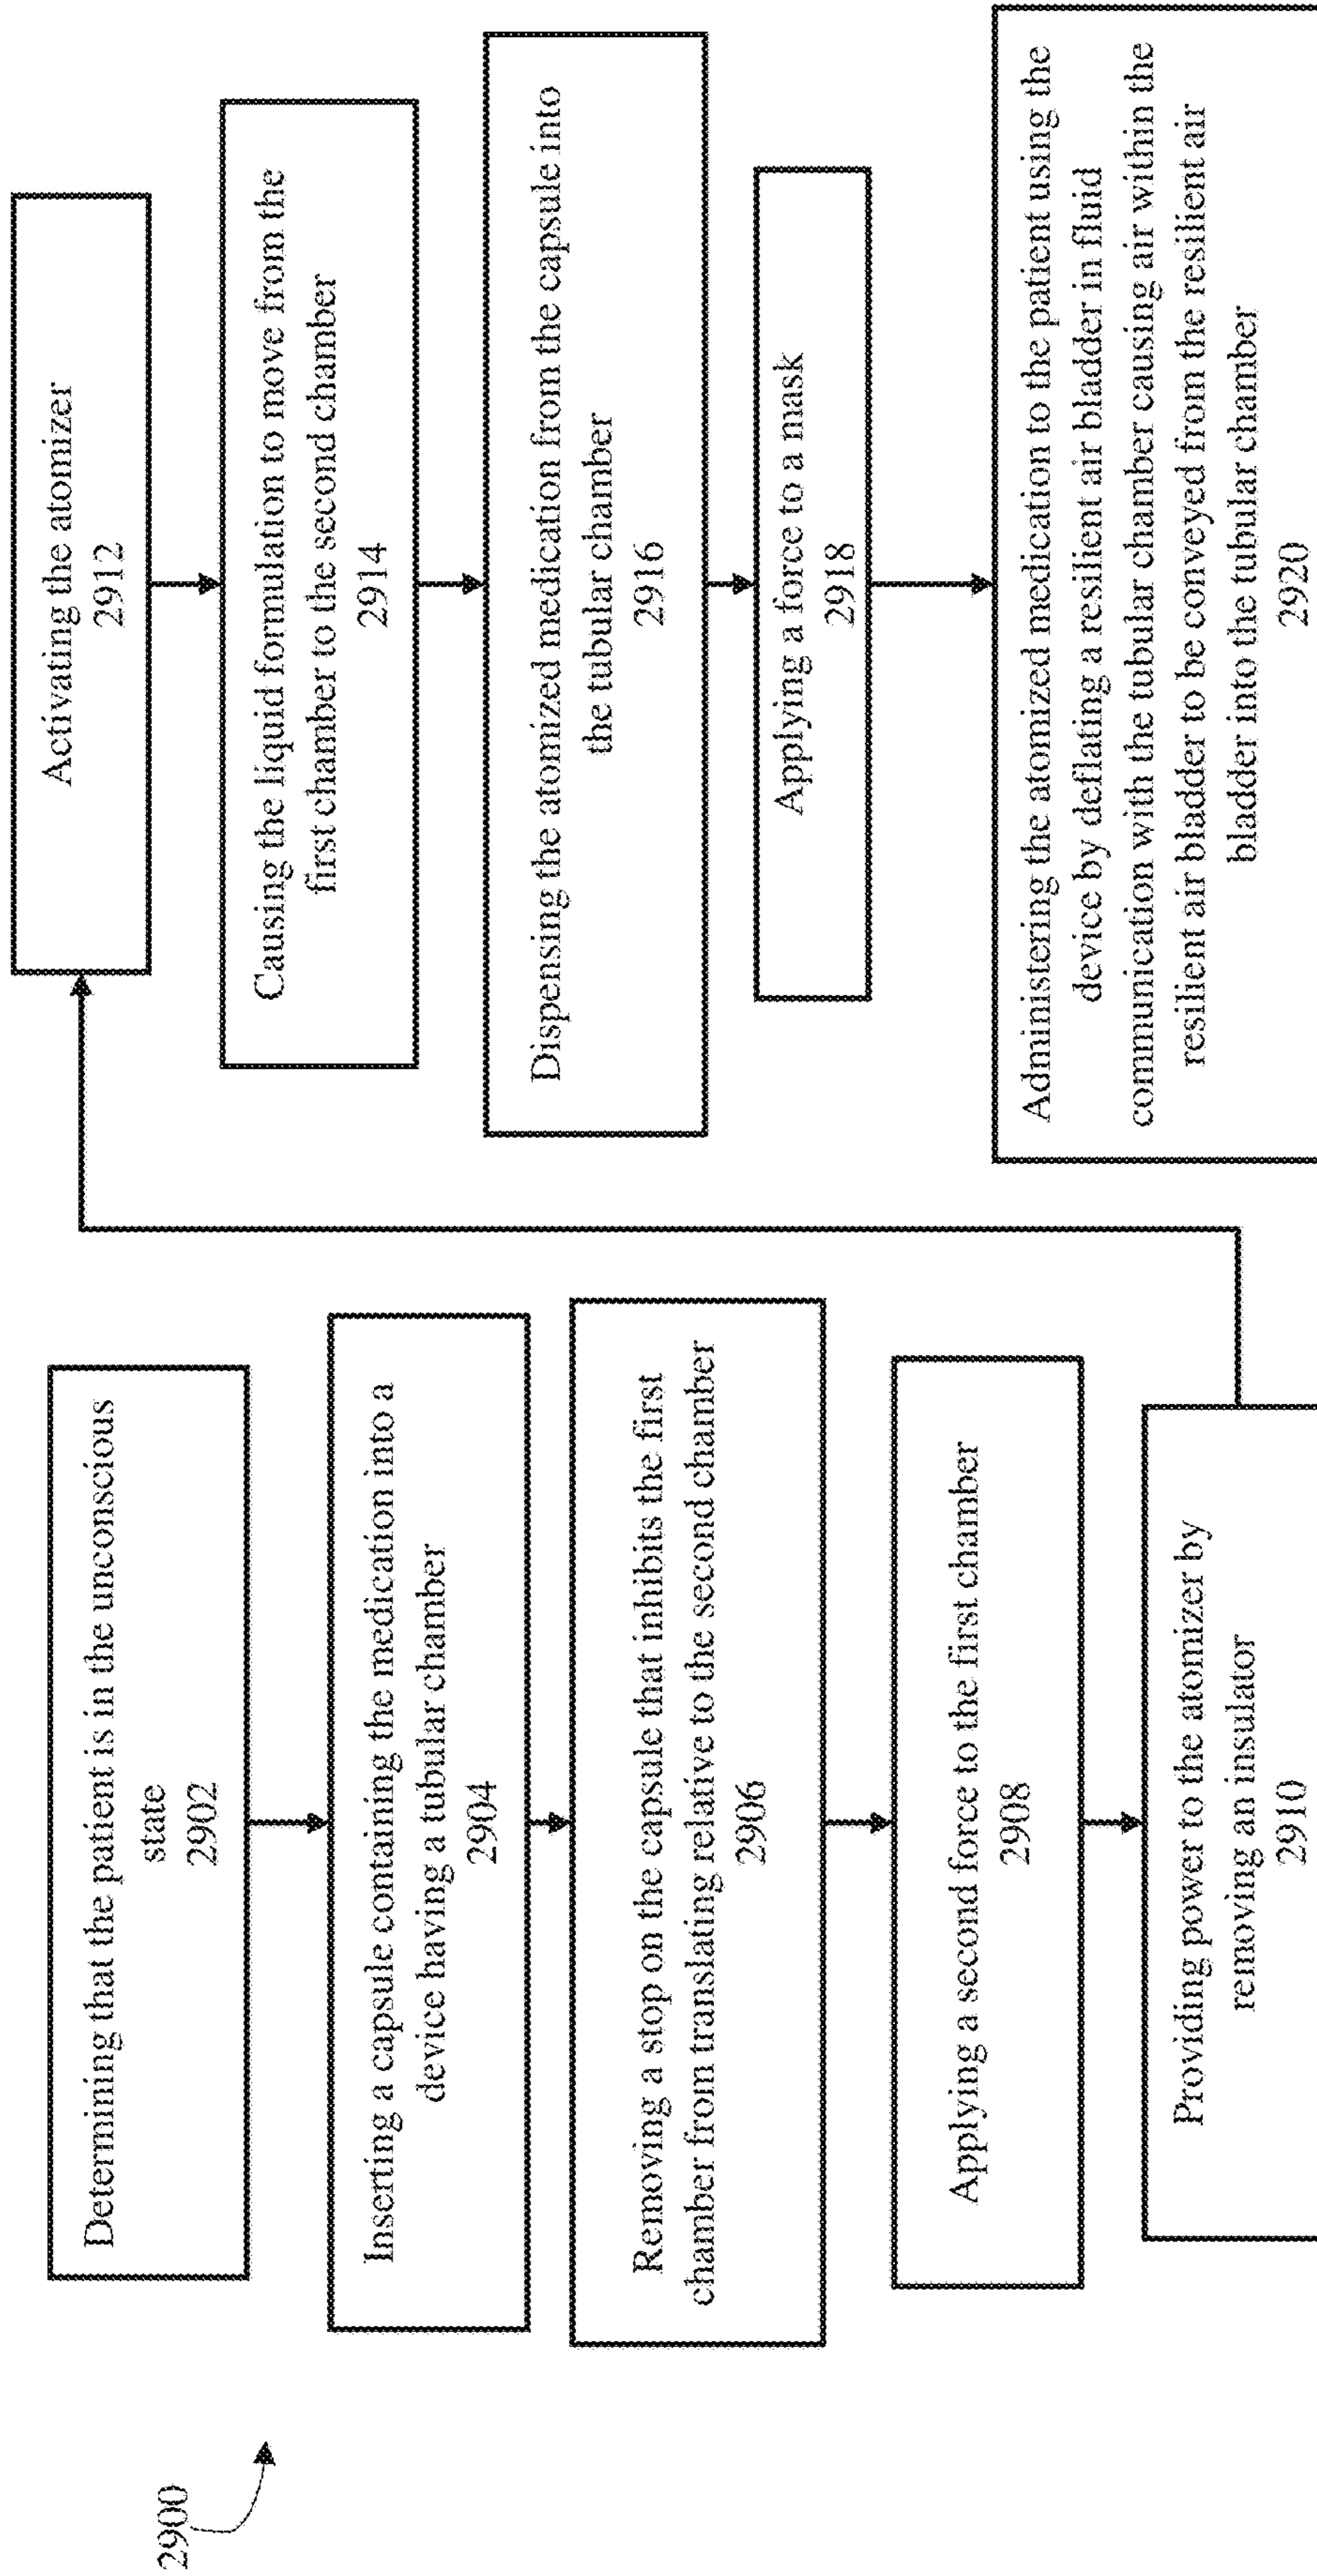 2900
Determining that the patient is in the unconscious
state
2902
Inserting a capsule containing the medication into a
device having a tubular chamber
2904
Removing a stop on the capsule that inhibits the first
chamber from translating relative to the second chamber
2906
Applying a second force to the first chamber
2908
Providing power to the atomizer by
removing an insulator
2910
Activating the atomizer
2912
Causing the liquid formulation to move from the
first chamber to the second chamber
2914
Dispensing the atomized medication from the capsule into
the tubular chamber
2916
Applying a force to a mask
2918
Administering the atomized medication to the patient using the
device by deflating a resilient air bladder in fluid
communication with the tubular chamber causing air within the
resilient air bladder to be conveyed from the resilient air
bladder into the tubular chamber
2920